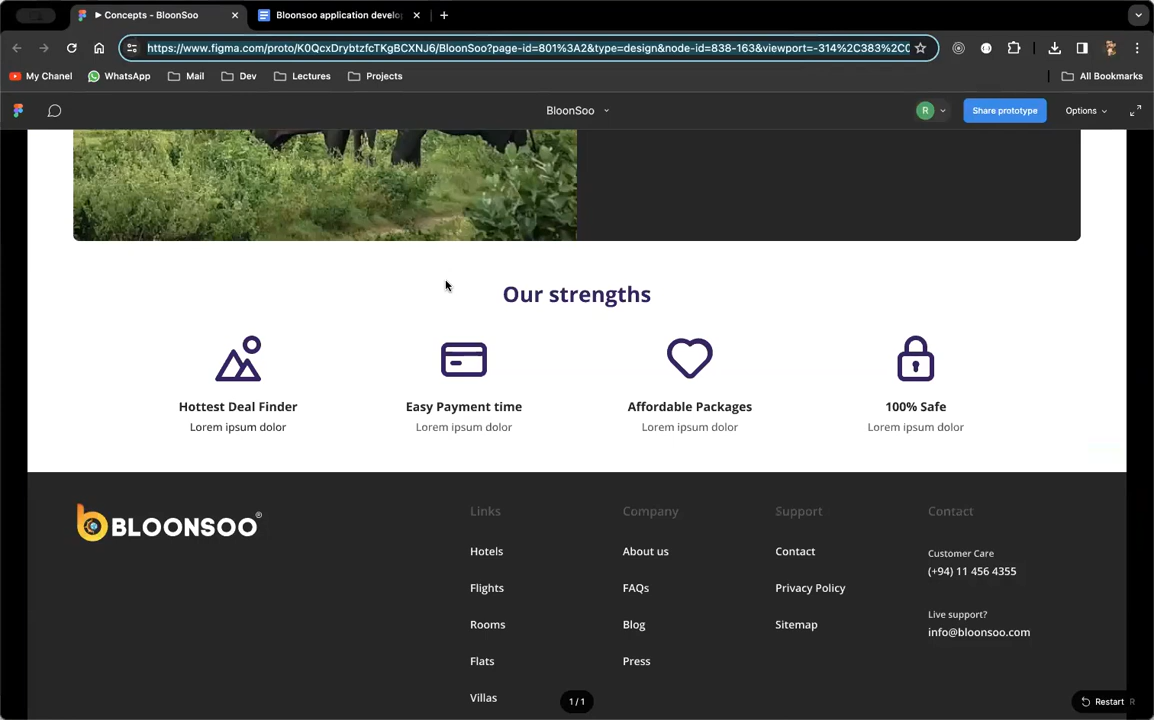 Concepts - BloonSoo
Bloonsoo application develo
https://www.figma.com/proto/K0QcxDrybtzfcTKgBCXNJ6/BloonSoo?page-id=801%3A2&type=design&node-id=838-163&viewport=-314%2C383%2C0
My Chanel
WhatsApp
Mail
Dev
Lectures
Projects
All Bookmarks
BloonSoo
R
Share prototype
Options
Our strengths
Hottest Deal Finder
Lorem ipsum dolor
Easy Payment time
Lorem ipsum dolor
Affordable Packages
Lorem ipsum dolor
100% Safe
Lorem ipsum dolor
BLOONSOO®
Links
Hotels
Flights
Rooms
Flats
Villas
Company
About us
FAQs
Blog
Press
Support
Contact
Privacy Policy
Sitemap
Contact
Customer Care
(+94) 11 456 4355
Live support?
info@bloonsoo.com
1 / 1
Restart R